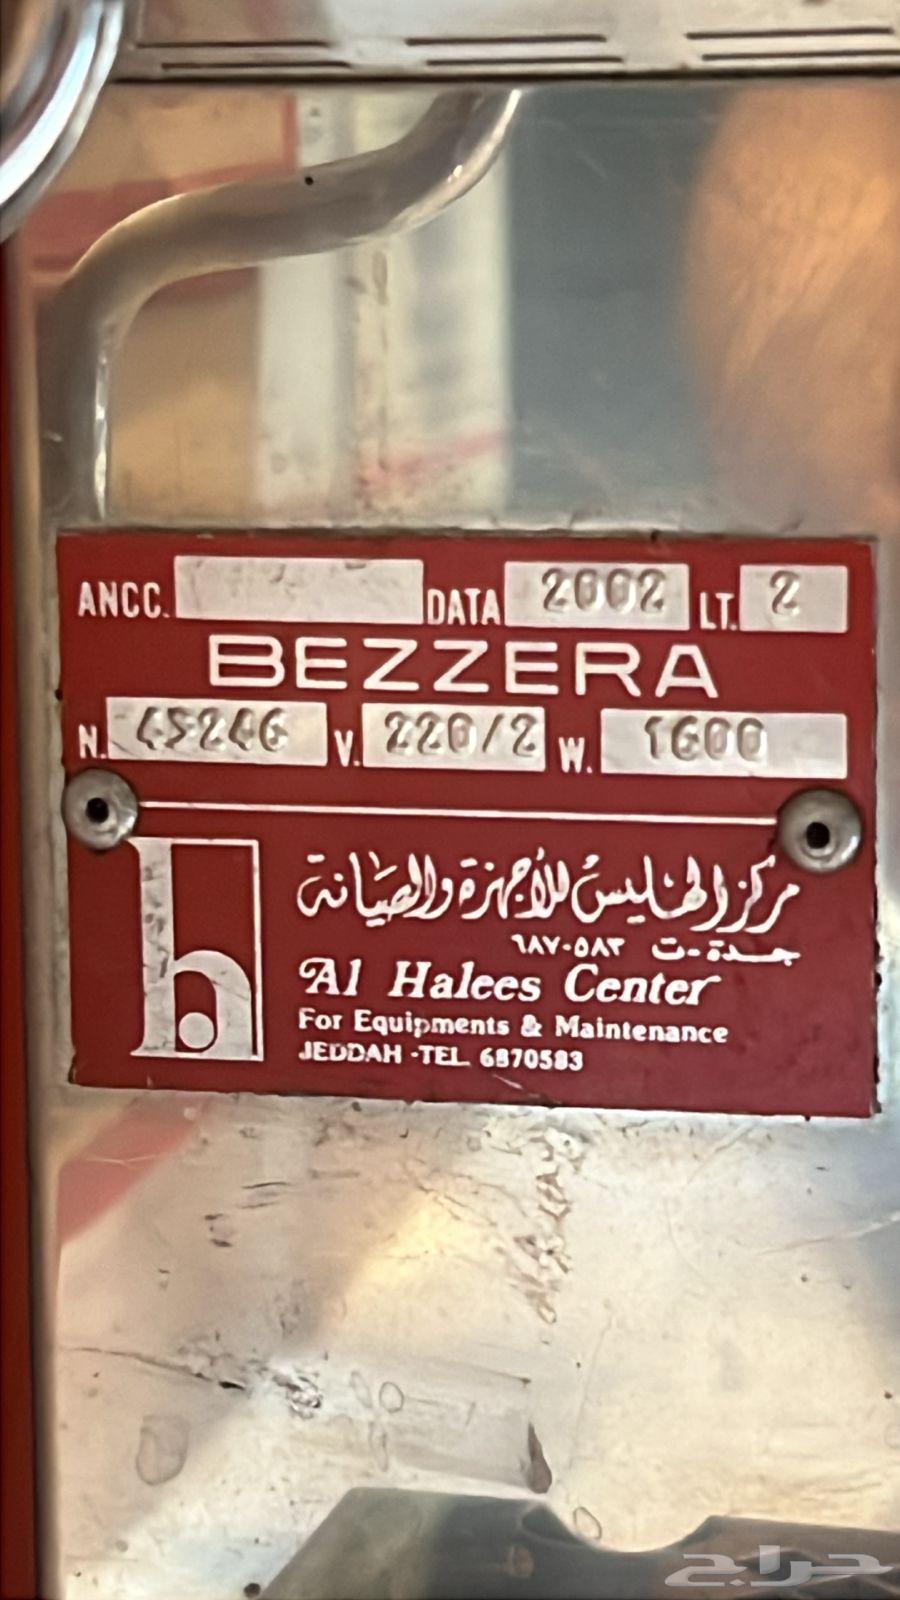 ANCC. DATA 2002 LT. 2
BEZZERA
N. 45246 V. 220/2 W. 1600
مركز الهليس للأجهزة والصيانة
جدة - ت ٦٨٧٠٥٨٣
Al Halees Center
For Equipments & Maintenance
JEDDAH - TEL 6870583
حراج